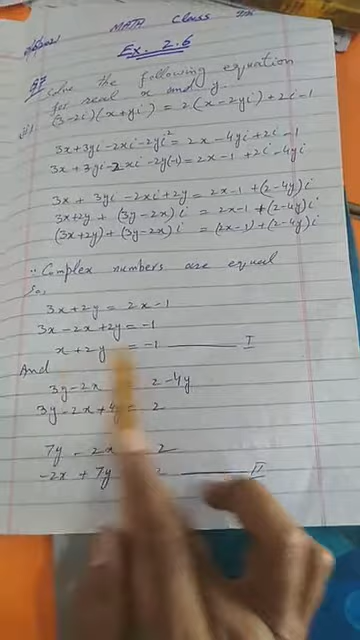 MATH Class
Ex. 2.6
Q7 Solve the following equation
for real x and y.
(3-2i)(x+yi) = 2(x-2yi)+2i-1
3x+3yi-2xi-2yi² = 2x-4yi+2i-1
3x+3yi-2xi-2y(-1) = 2x-1+2i-4yi
3x+3yi-2xi+2y = 2x-1+(2-4y)i
3x+2y+(3y-2x)i = 2x-1+(2-4y)i
(3x+2y)+(3y-2x)i = (2x-1)+(2-4y)i
∵ Complex numbers are equal
So,
3x+2y = 2x-1
3x-2x+2y = -1
x+2y = -1 I
And
3y-2x 2-4y
3y-2x+4y = 2
7y-2x 2
-2x+7y II